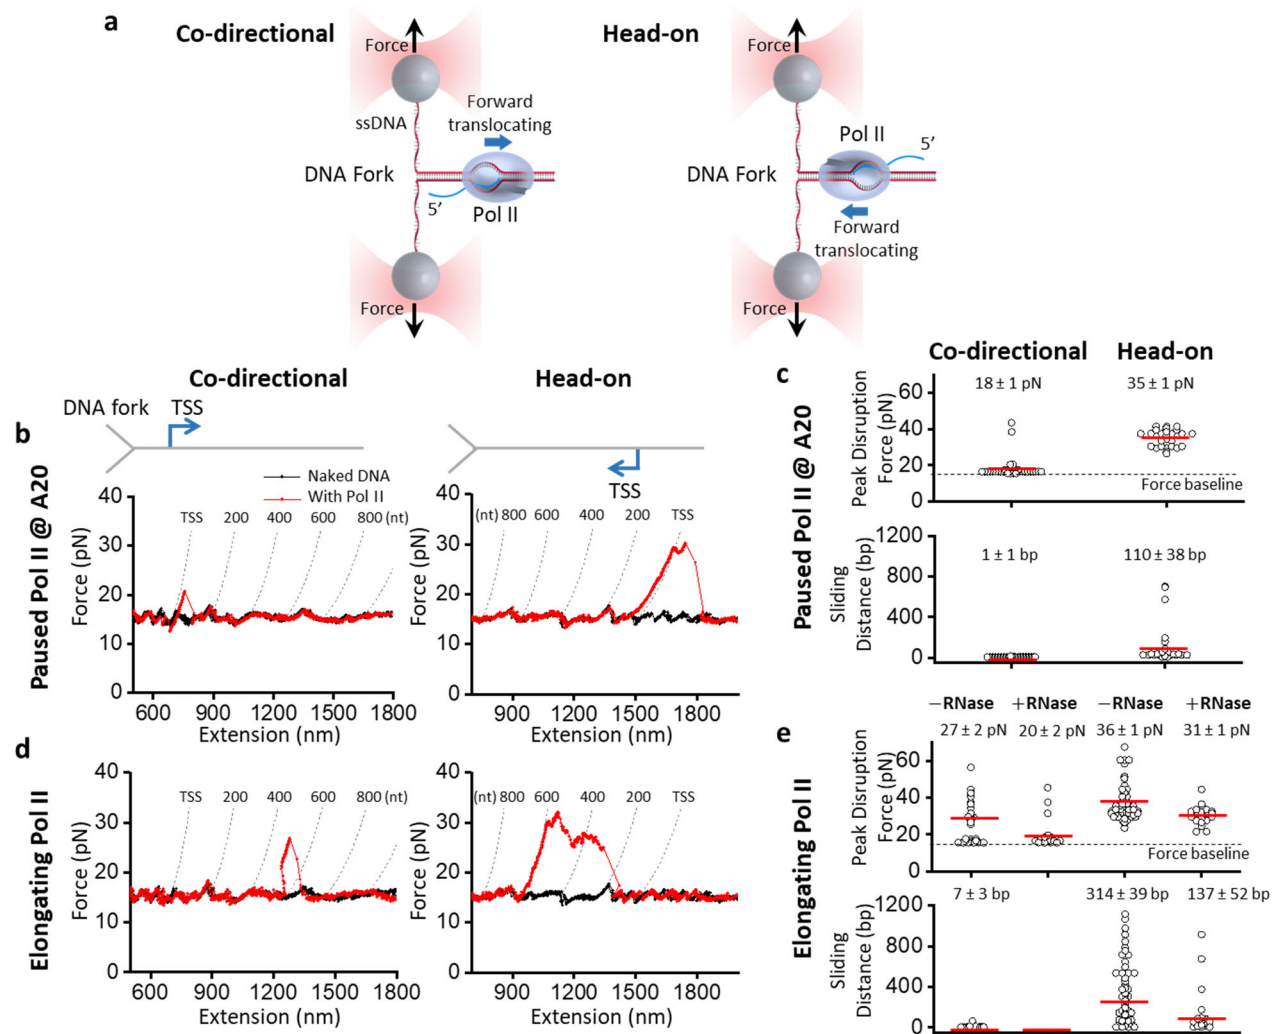 a
Co-directional
Head-on
Force
Force
ssDNA
Forward
translocating
DNA Fork
5′
Pol II
Force
Pol II
5′
DNA Fork
Forward
translocating
Force
Co-directional
Head-on
b
DNA fork
TSS
TSS
Naked DNA
With Pol II
Paused Pol II @ A20
Force (pN)
40
30
20
10
0
TSS 200 400 600 800 (nt)
600 900 1200 1500 1800
Extension (nm)
Force (pN)
40
30
20
10
0
(nt) 800 600 400 200 TSS
900 1200 1500 1800
Extension (nm)
c
Co-directional
Head-on
Paused Pol II @ A20
Peak Disruption
Force (pN)
60
40
20
0
18 ± 1 pN
35 ± 1 pN
Force baseline
Sliding
Distance (bp)
1200
800
400
0
1 ± 1 bp
110 ± 38 bp
d
Elongating Pol II
Force (pN)
40
30
20
10
0
TSS 200 400 600 800 (nt)
600 900 1200 1500 1800
Extension (nm)
Force (pN)
40
30
20
10
0
(nt) 800 600 400 200 TSS
900 1200 1500 1800
Extension (nm)
e
−RNase +RNase −RNase +RNase
27 ± 2 pN 20 ± 2 pN 36 ± 1 pN 31 ± 1 pN
Elongating Pol II
Peak Disruption
Force (pN)
60
40
20
0
Force baseline
7 ± 3 bp 314 ± 39 bp 137 ± 52 bp
Sliding
Distance (bp)
1200
800
400
0